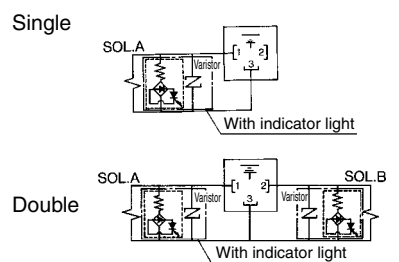 Single
SOL.A
Varistor
1 2
3
With indicator light
SOL.A
SOL.B
Double
Varistor
1 2
3
Varistor
With indicator light